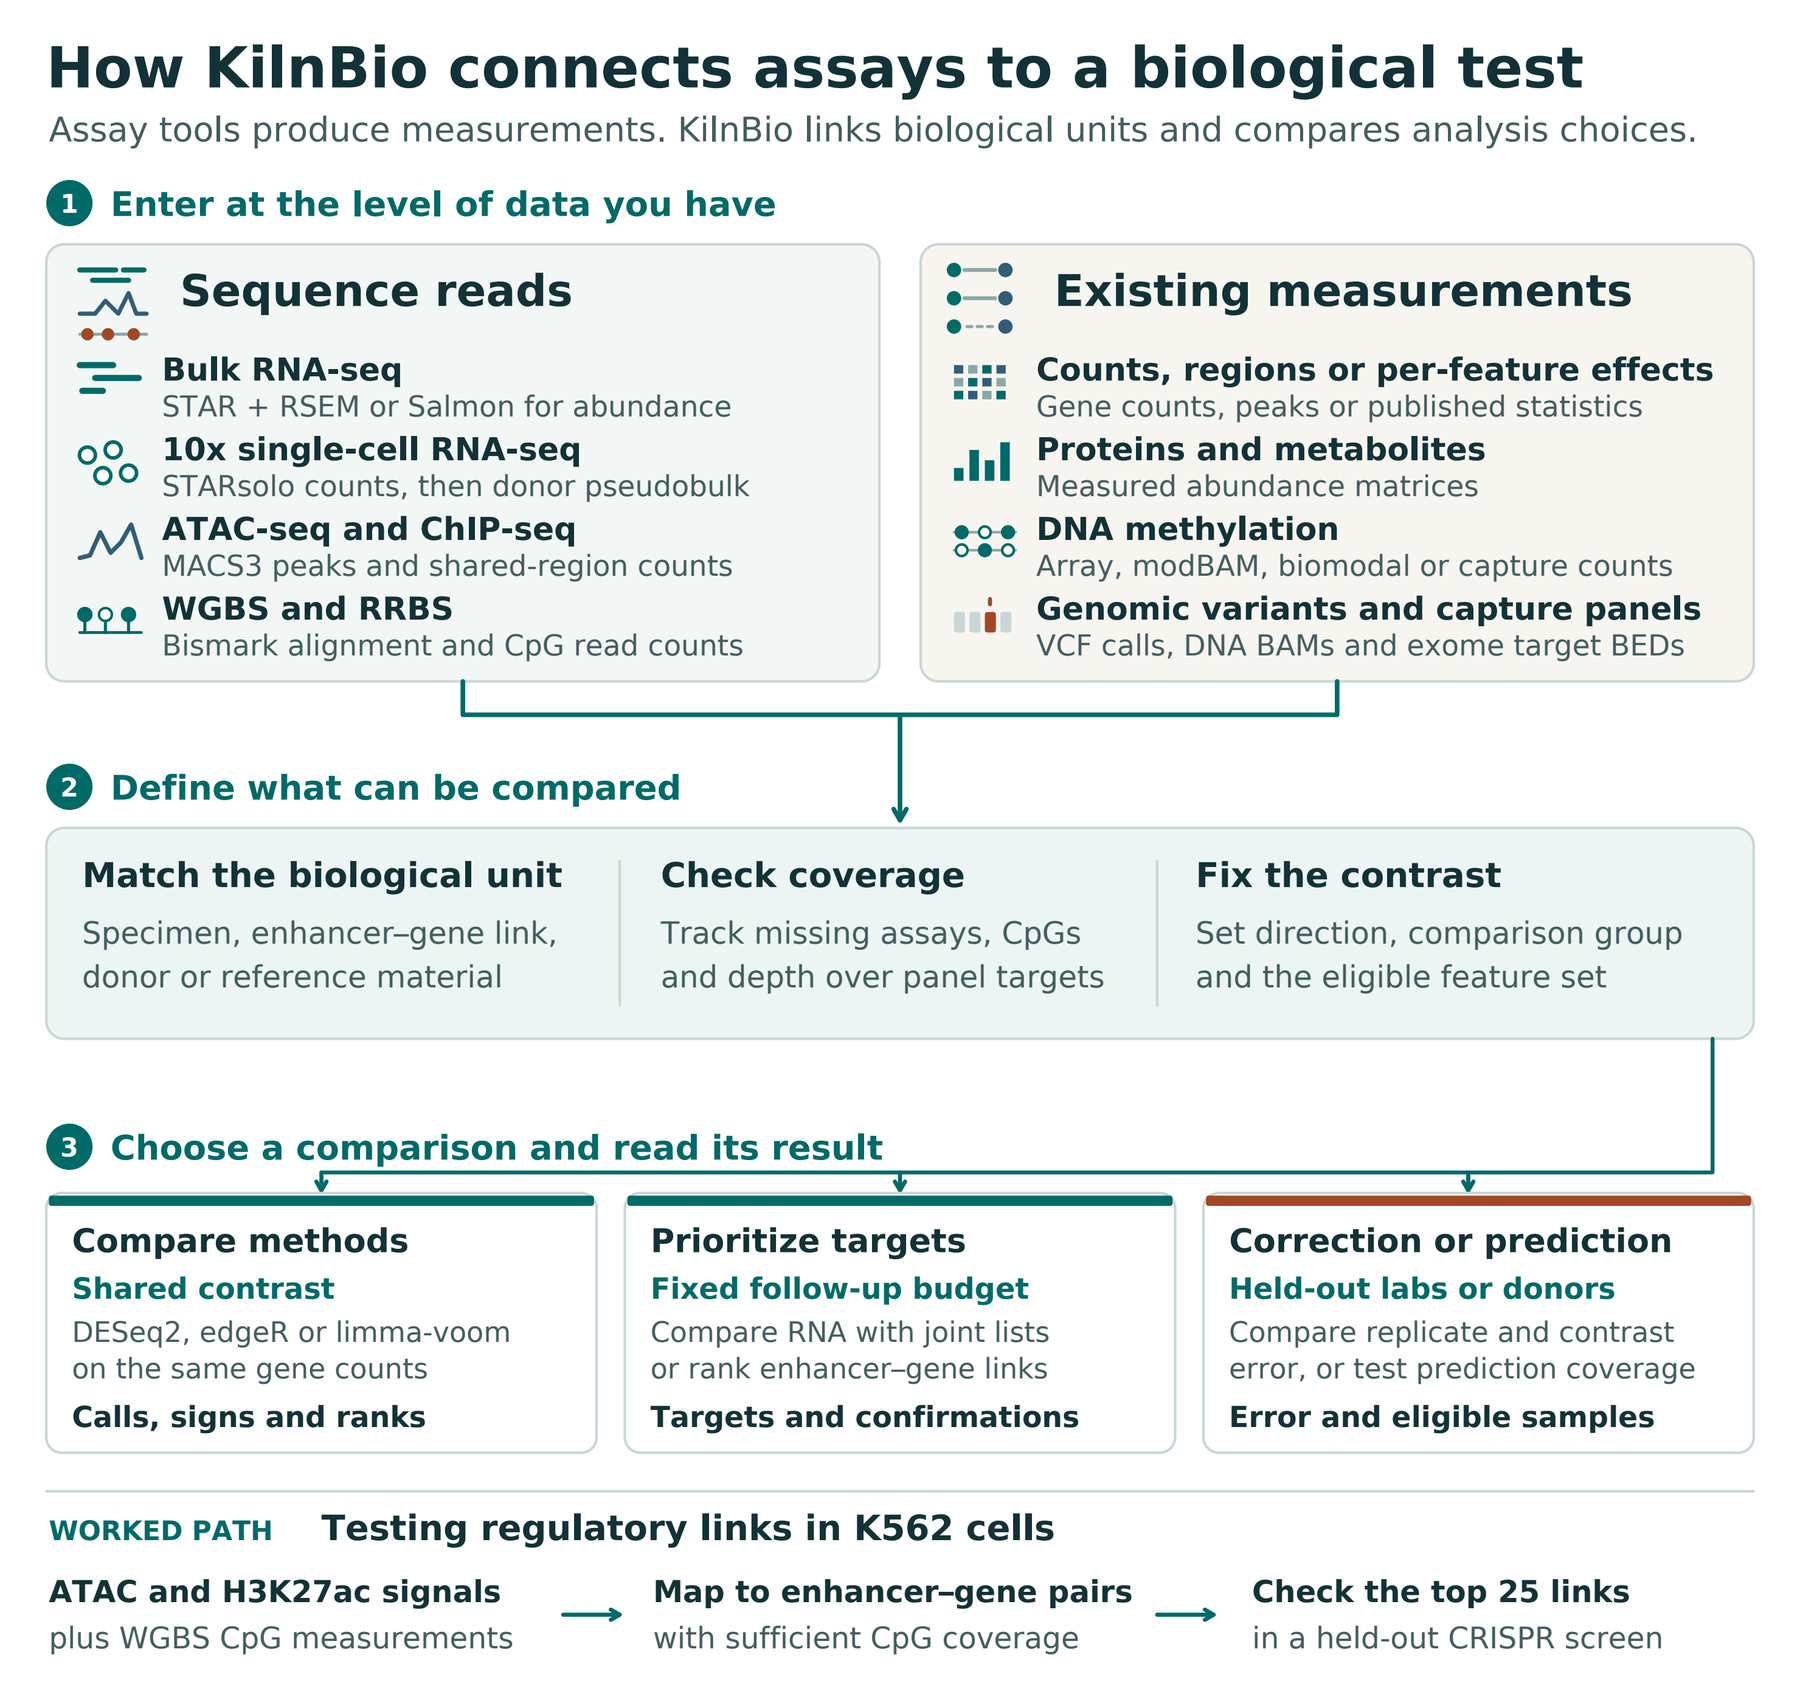 How KilnBio connects assays to a biological test
Assay tools produce measurements. KilnBio links biological units and compares analysis choices.
1 Enter at the level of data you have
Sequence reads
Bulk RNA-seq
STAR + RSEM or Salmon for abundance
10x single-cell RNA-seq
STARsolo counts, then donor pseudobulk
ATAC-seq and ChIP-seq
MACS3 peaks and shared-region counts
WGBS and RRBS
Bismark alignment and CpG read counts
Existing measurements
Counts, regions or per-feature effects
Gene counts, peaks or published statistics
Proteins and metabolites
Measured abundance matrices
DNA methylation
Array, modBAM, biomodal or capture counts
Genomic variants and capture panels
VCF calls, DNA BAMs and exome target BEDs
2 Define what can be compared
Match the biological unit
Specimen, enhancer–gene link,
donor or reference material
Check coverage
Track missing assays, CpGs
and depth over panel targets
Fix the contrast
Set direction, comparison group
and the eligible feature set
3 Choose a comparison and read its result
Compare methods
Shared contrast
DESeq2, edgeR or limma-voom
on the same gene counts
Calls, signs and ranks
Prioritize targets
Fixed follow-up budget
Compare RNA with joint lists
or rank enhancer–gene links
Targets and confirmations
Correction or prediction
Held-out labs or donors
Compare replicate and contrast
error, or test prediction coverage
Error and eligible samples
WORKED PATH Testing regulatory links in K562 cells
ATAC and H3K27ac signals
plus WGBS CpG measurements
Map to enhancer–gene pairs
with sufficient CpG coverage
Check the top 25 links
in a held-out CRISPR screen